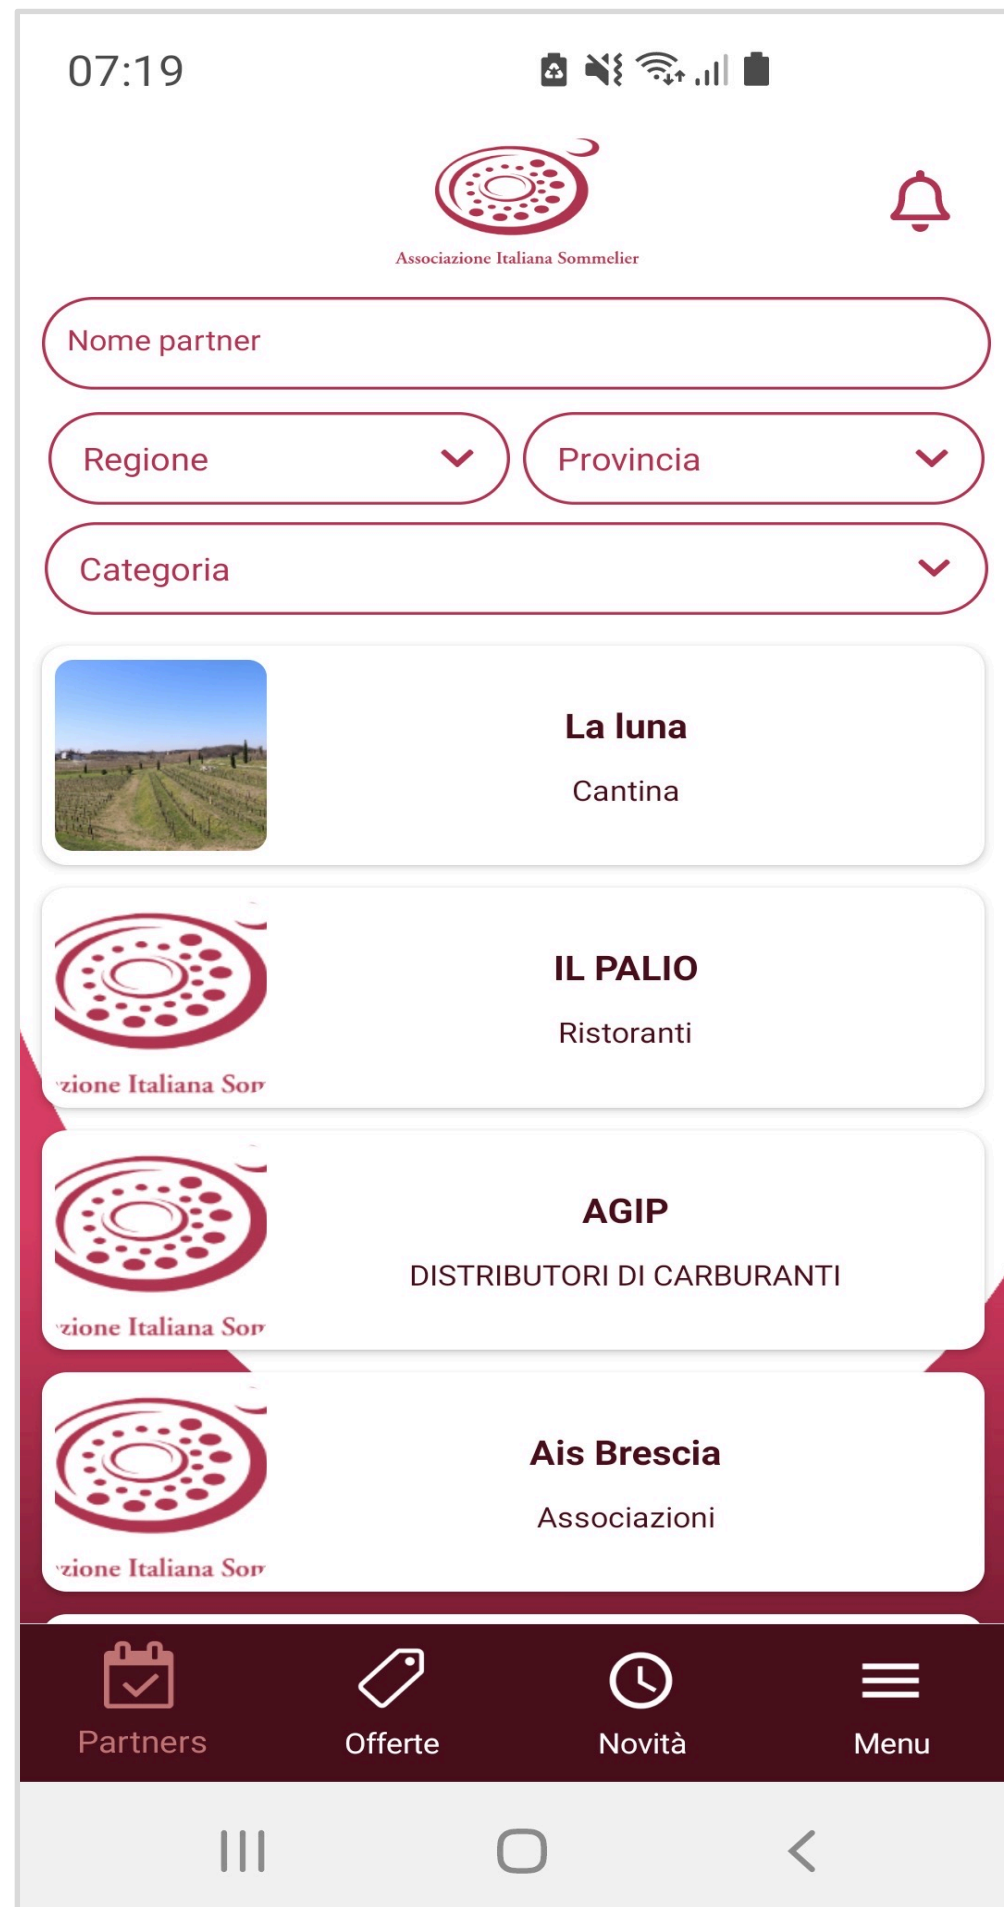 07:19
Associazione Italiana Sommelier
Nome partner
Regione
Provincia
Categoria
La luna
Cantina
IL PALIO
Ristoranti
zione Italiana Som
AGIP
DISTRIBUTORI DI CARBURANTI
zione Italiana Som
Ais Brescia
Associazioni
zione Italiana Som
Partners
Offerte
Novità
Menu